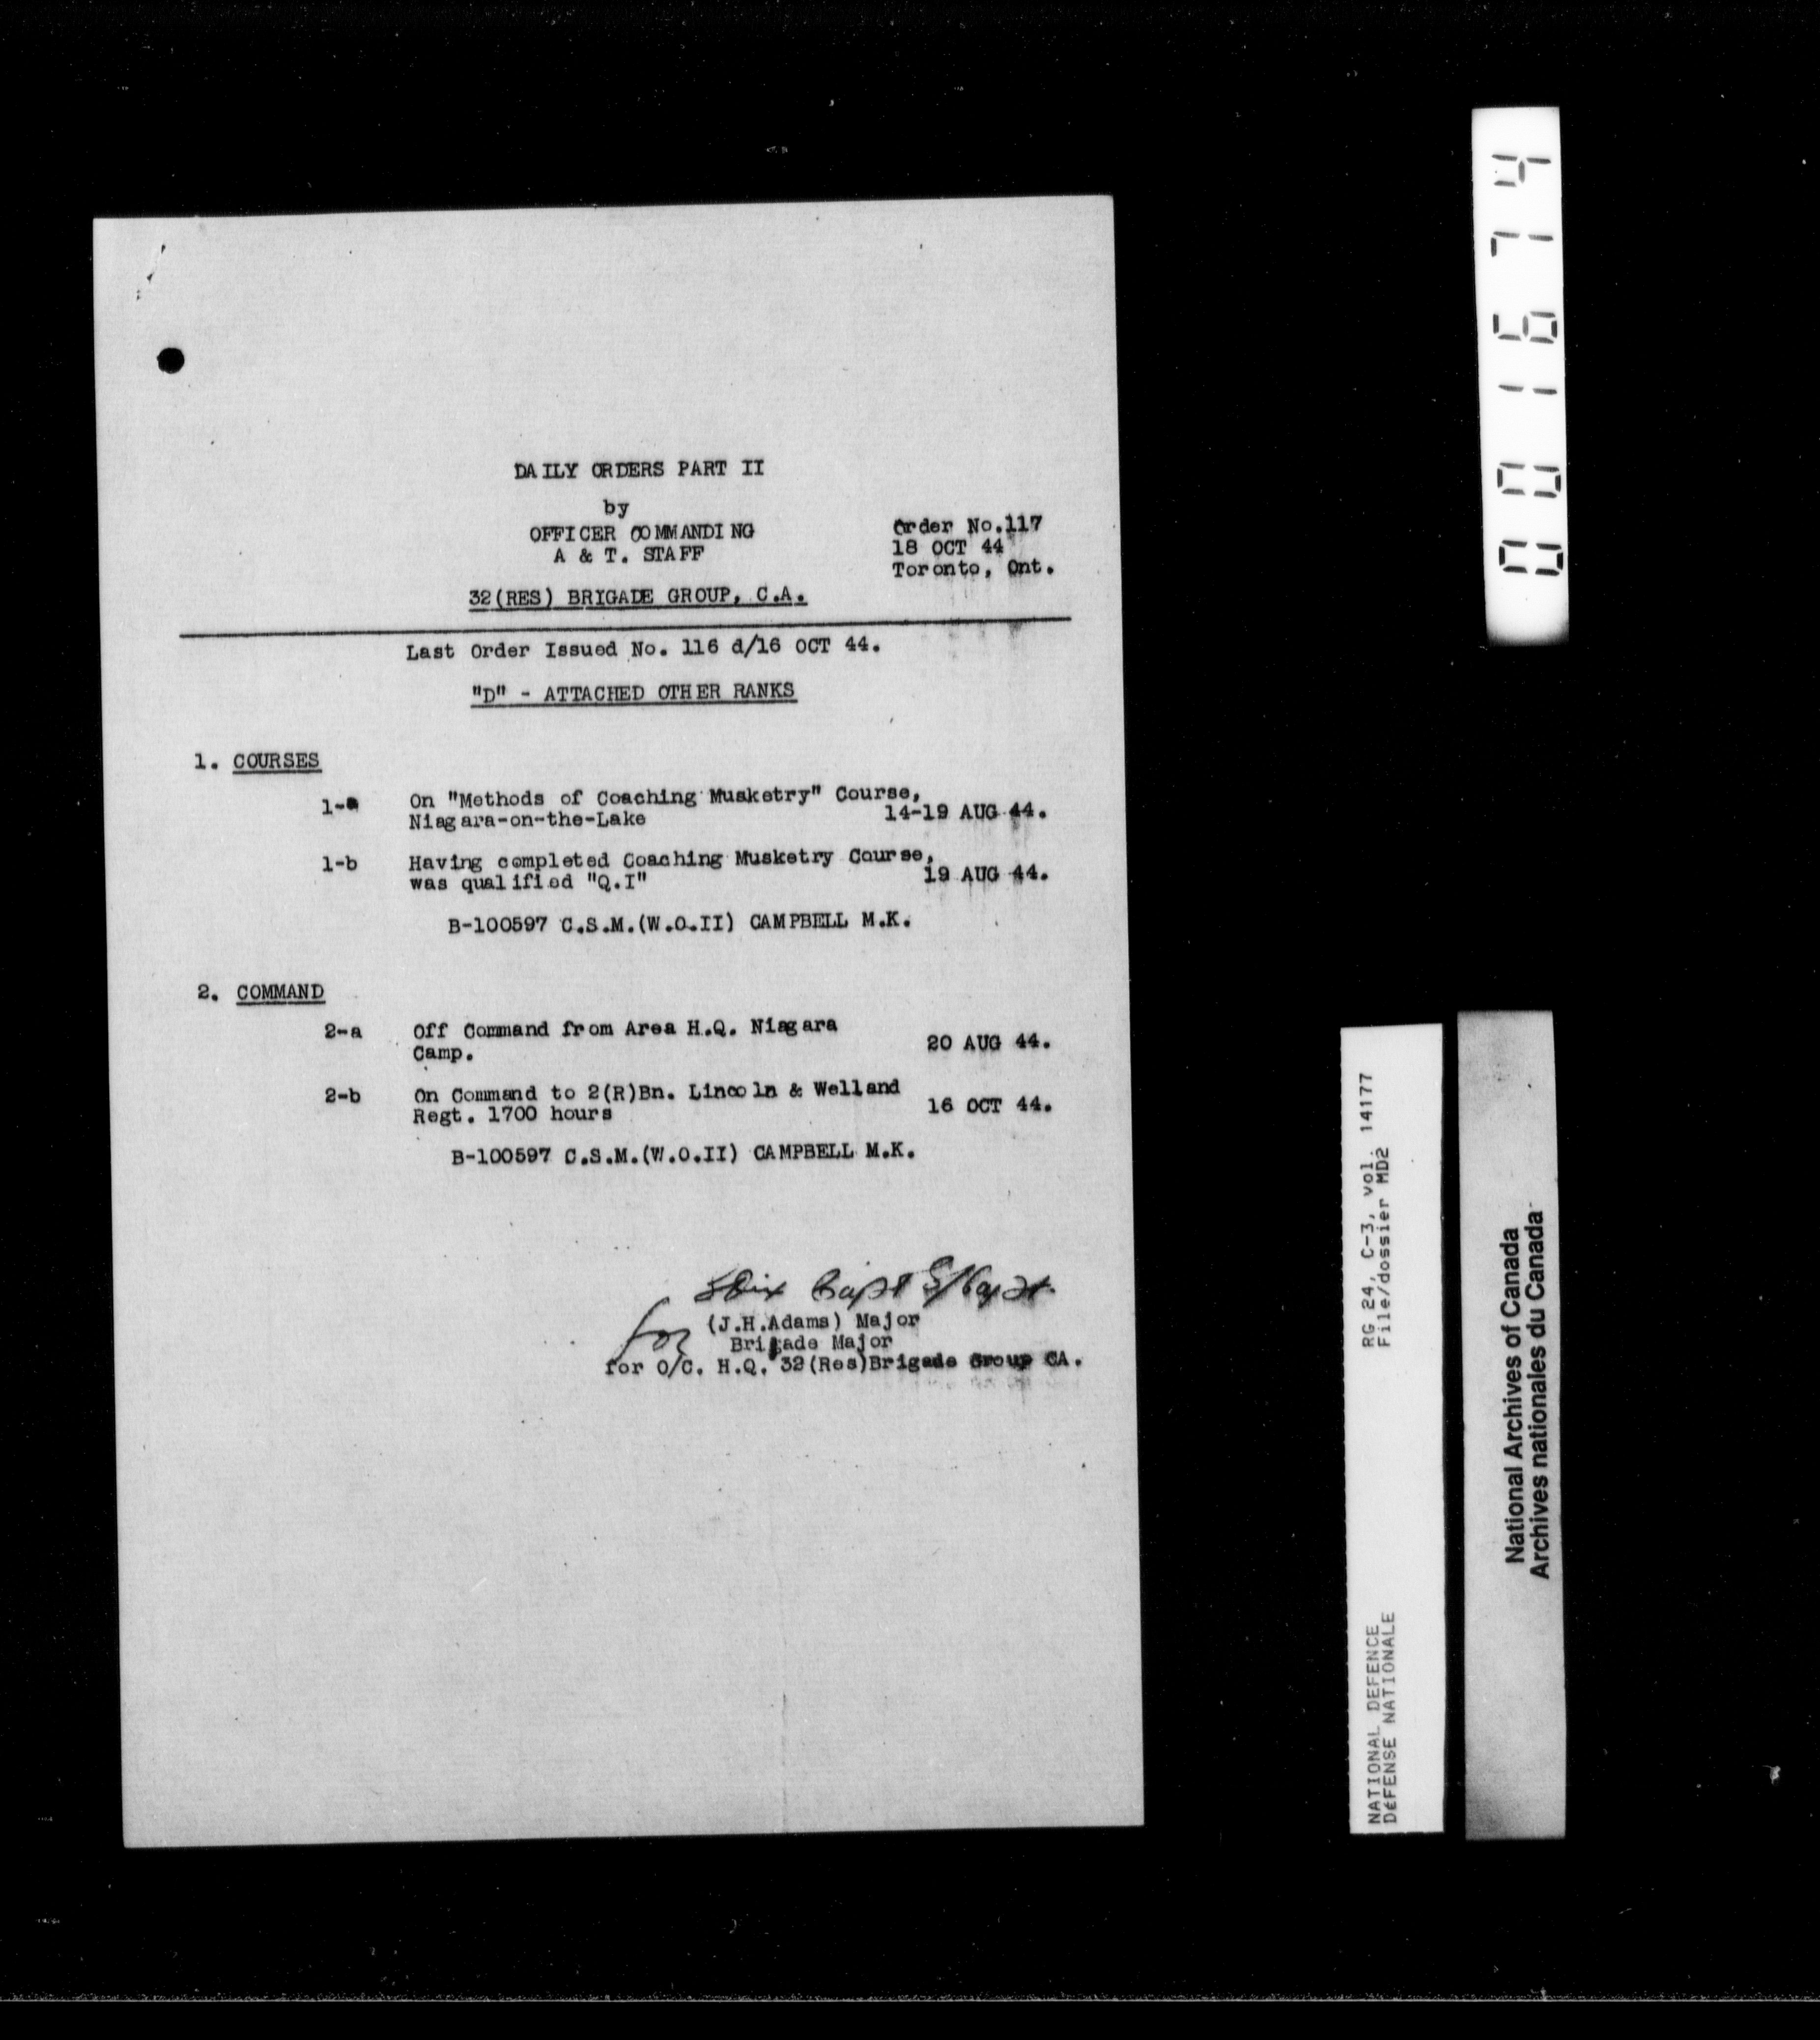 DAILY ORDERS PART II
by
OFFICER COMMANDING
A & T. STAFF
32(RES) BRIGADE GROUP, C.A.
Order No.117
18 OCT 44
Toronto, Ont.
Last Order Issued No. 116 d/16 OCT 44.
"D" - ATTACHED OTHER RANKS
1. COURSES
1-a On "Methods of Coaching Musketry" Course,
Niagara-on-the-Lake 14-19 AUG 44.
1-b Having completed Coaching Musketry Course,
was qualified "Q.I" 19 AUG 44.
B-100597 C.S.M.(W.O.II) CAMPBELL M.K.
2. COMMAND
2-a Off Command from Area H.Q. Niagara
Camp. 20 AUG 44.
2-b On Command to 2(R)Bn. Lincoln & Welland
Regt. 1700 hours 16 OCT 44.
B-100597 C.S.M.(W.O.II) CAMPBELL M.K.
Capt
for (J.H.Adams) Major
Brigade Major
for O/C. H.Q. 32(Res)Brigade Group CA.
001674
NATIONAL DEFENCE RG 24, C-3, vol. 14177
DéFENSE NATIONALE File/dossier MD2
National Archives of Canada
Archives nationales du Canada